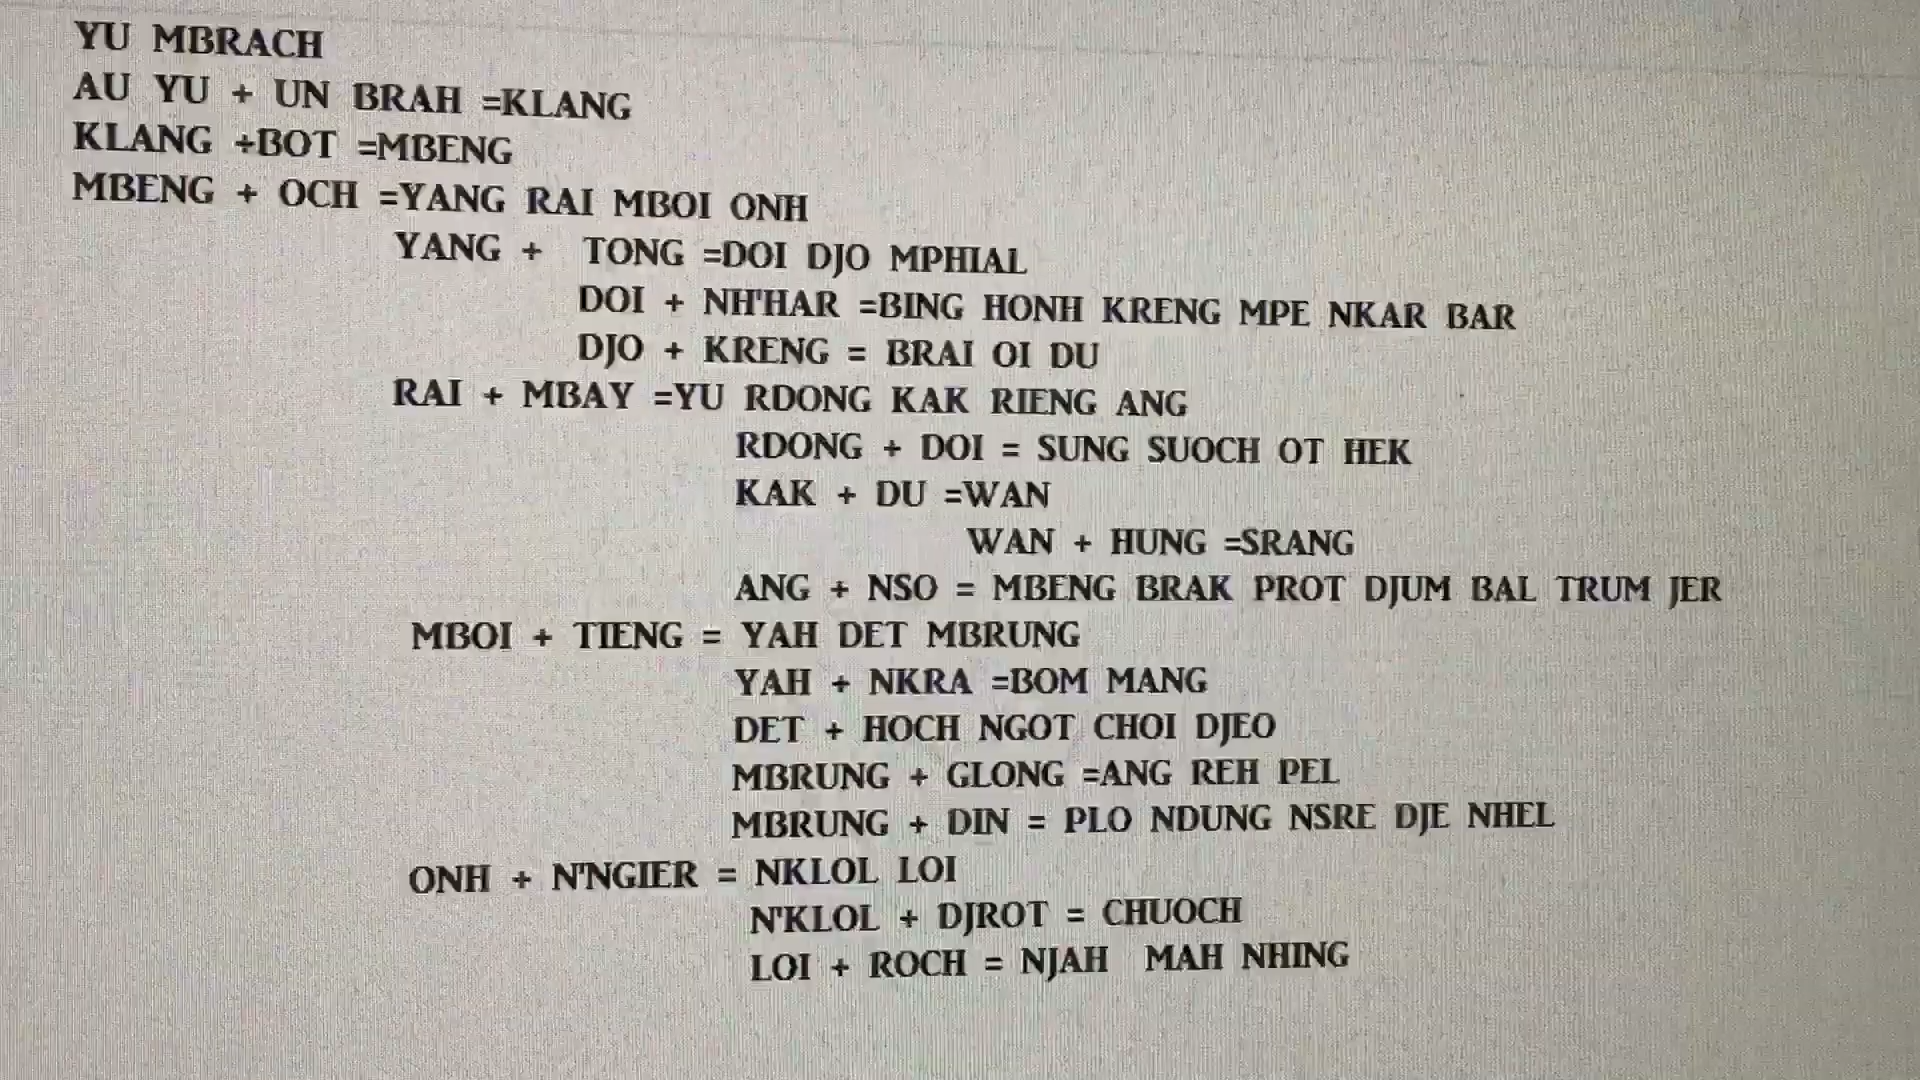 YU MBRACH
AU YU + UN BRAH =KLANG
KLANG +BOT =MBENG
MBENG + OCH =YANG RAI MBOI ONH
YANG + TONG =DOI DJO MPHIAL
DOI + NH'HAR =BING HONH KRENG MPE NKAR BAR
DJO + KRENG = BRAI OI DU
RAI + MBAY =YU RDONG KAK RIENG ANG
RDONG + DOI = SUNG SUOCH OT HEK
KAK + DU =WAN
WAN + HUNG =SRANG
ANG + NSO = MBENG BRAK PROT DJUM BAL TRUM JER
MBOI + TIENG = YAH DET MBRUNG
YAH + NKRA =BOM MANG
DET + HOCH NGOT CHOI DJEO
MBRUNG + GLONG =ANG REH PEL
MBRUNG + DIN = PLO NDUNG NSRE DJE NHEL
ONH + N'NGIER = NKLOL LOI
N'KLOL + DJROT = CHUOCH
LOI + ROCH = NJAH MAH NHING